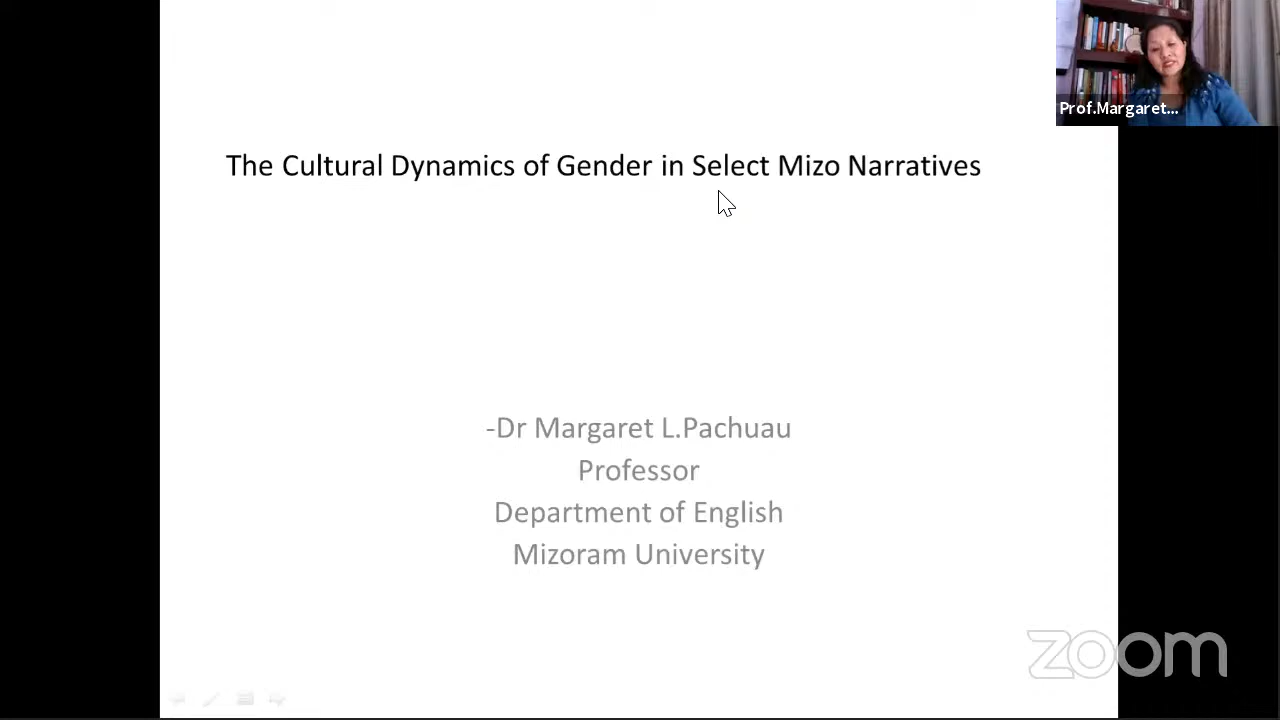 Prof.Margaret...
The Cultural Dynamics of Gender in Select Mizo Narratives
-Dr Margaret L.Pachuau
Professor
Department of English
Mizoram University
zoom